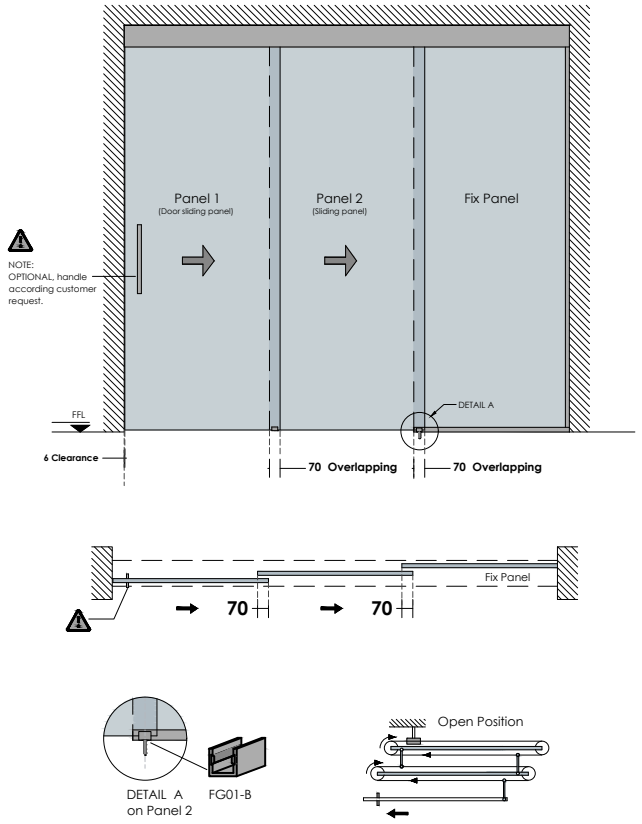 Panel 1
(Door sliding panel)
Panel 2
(Sliding panel)
Fix Panel
NOTE:
OPTIONAL, handle
according customer
request.
DETAIL A
FFL
6 Clearance
70 Overlapping
70 Overlapping
Fix Panel
70
70
Open Position
DETAIL A
on Panel 2
FG01-B